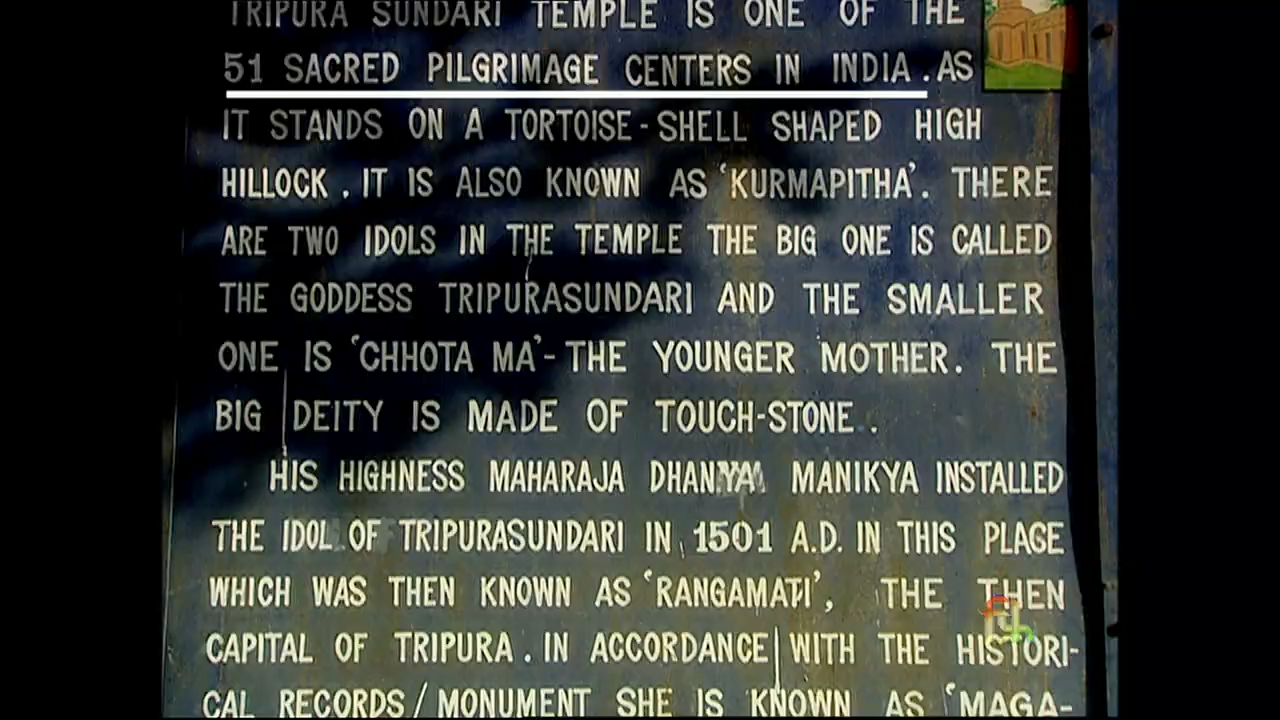 TRIPURA SUNDARI TEMPLE IS ONE OF THE
51 SACRED PILGRIMAGE CENTERS IN INDIA. AS
IT STANDS ON A TORTOISE-SHELL SHAPED HIGH
HILLOCK. IT IS ALSO KNOWN AS 'KURMAPITHA'. THERE
ARE TWO IDOLS IN THE TEMPLE THE BIG ONE IS CALLED
THE GODDESS TRIPURASUNDARI AND THE SMALLER
ONE IS 'CHHOTA MA'- THE YOUNGER MOTHER. THE
BIG DEITY IS MADE OF TOUCH-STONE.
HIS HIGHNESS MAHARAJA DHANYA MANIKYA INSTALLED
THE IDOL OF TRIPURASUNDARI IN 1501 A.D. IN THIS PLACE
WHICH WAS THEN KNOWN AS 'RANGAMATI', THE THEN
CAPITAL OF TRIPURA. IN ACCORDANCE WITH THE HISTORI-
CAL RECORDS/MONUMENT SHE IS KNOWN AS 'MAGA-